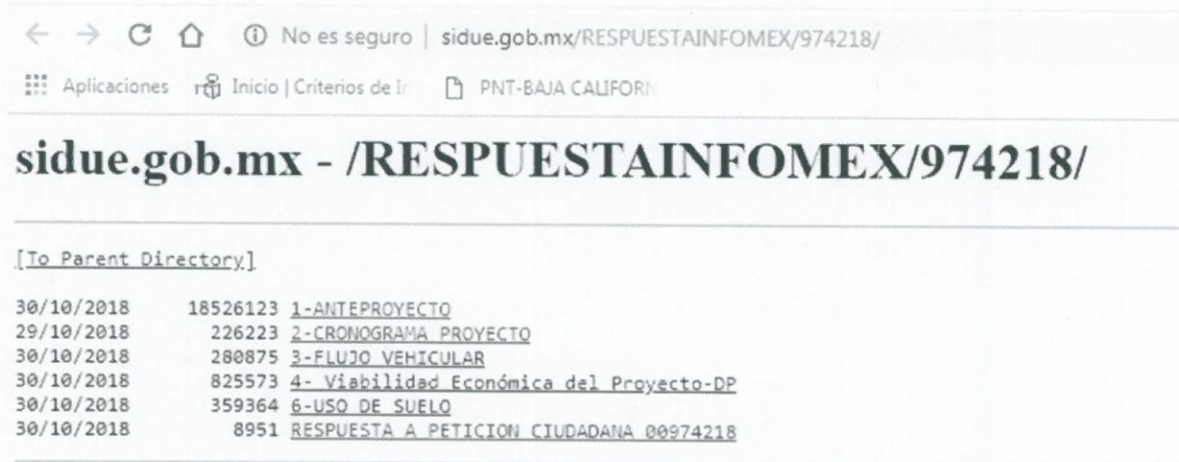 No es seguro | sidue.gob.mx/RESPUESTAINFOMEX/974218/
Aplicaciones Inicio | Criterios de In PNT-BAJA CALIFORN
sidue.gob.mx - /RESPUESTAINFOMEX/974218/
[To Parent Directory]
30/10/2018 18526123 1-ANTEPROYECTO
29/10/2018 226223 2-CRONOGRAMA PROYECTO
30/10/2018 280875 3-FLUJO VEHICULAR
30/10/2018 825573 4- Viabilidad Económica del Proyecto-DP
30/10/2018 359364 6-USO DE SUELO
30/10/2018 8951 RESPUESTA A PETICION CIUDADANA 00974218